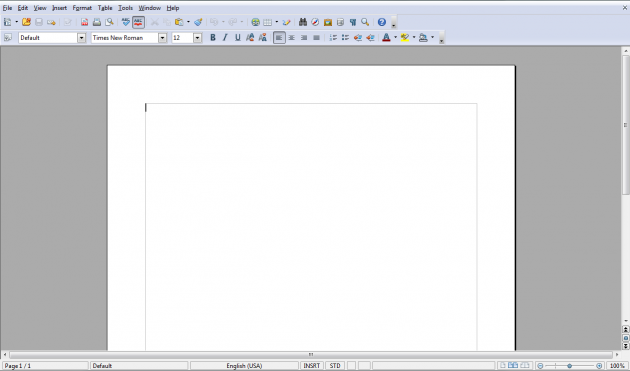 File Edit View Insert Format Table Tools Window Help
Default Times New Roman 12 B I U A
Page 1 / 1 Default English (USA) INSRT STD 100%